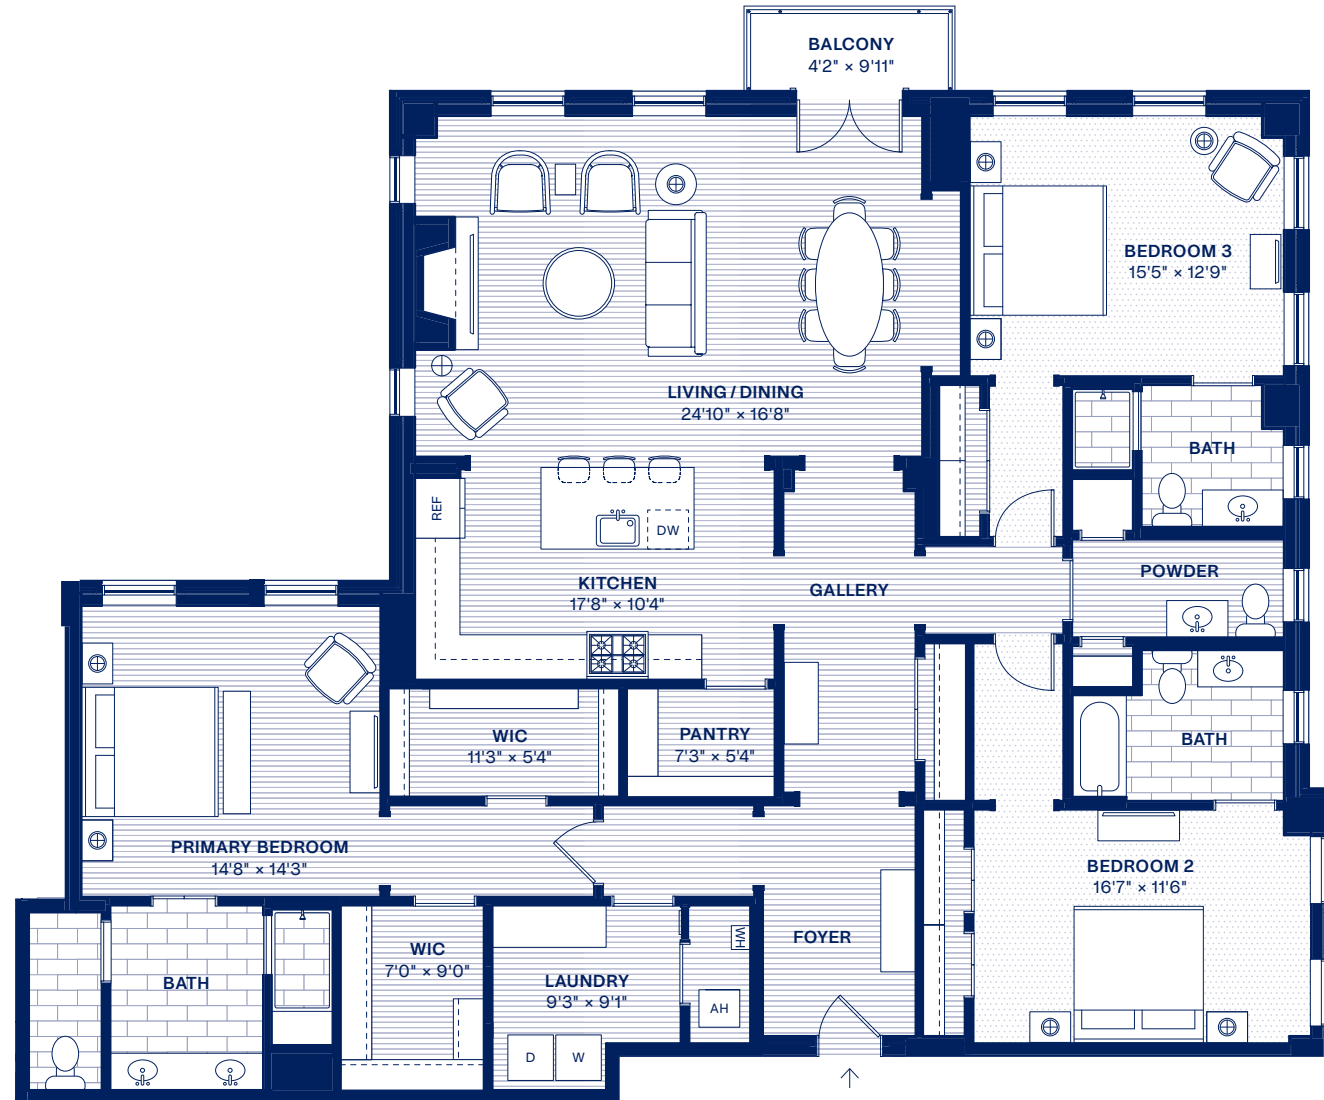 BALCONY
4'2" × 9'11"
BEDROOM 3
15'5" × 12'9"
LIVING / DINING
24'10" × 16'8"
BATH
REF
DW
KITCHEN
17'8" × 10'4"
GALLERY
POWDER
WIC
11'3" × 5'4"
PANTRY
7'3" × 5'4"
BATH
PRIMARY BEDROOM
14'8" × 14'3"
BEDROOM 2
16'7" × 11'6"
FOYER
WH
WIC
7'0" × 9'0"
BATH
LAUNDRY
9'3" × 9'1"
AH
D
W